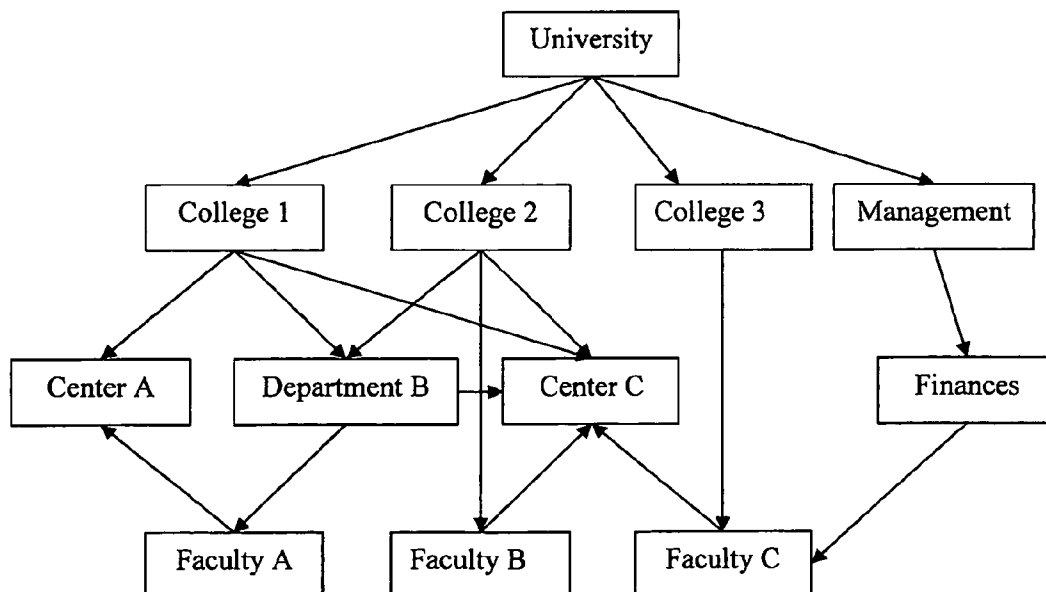 University
College 1
College 2
College 3
Management
Center A
Department B
Center C
Finances
Faculty A
Faculty B
Faculty C